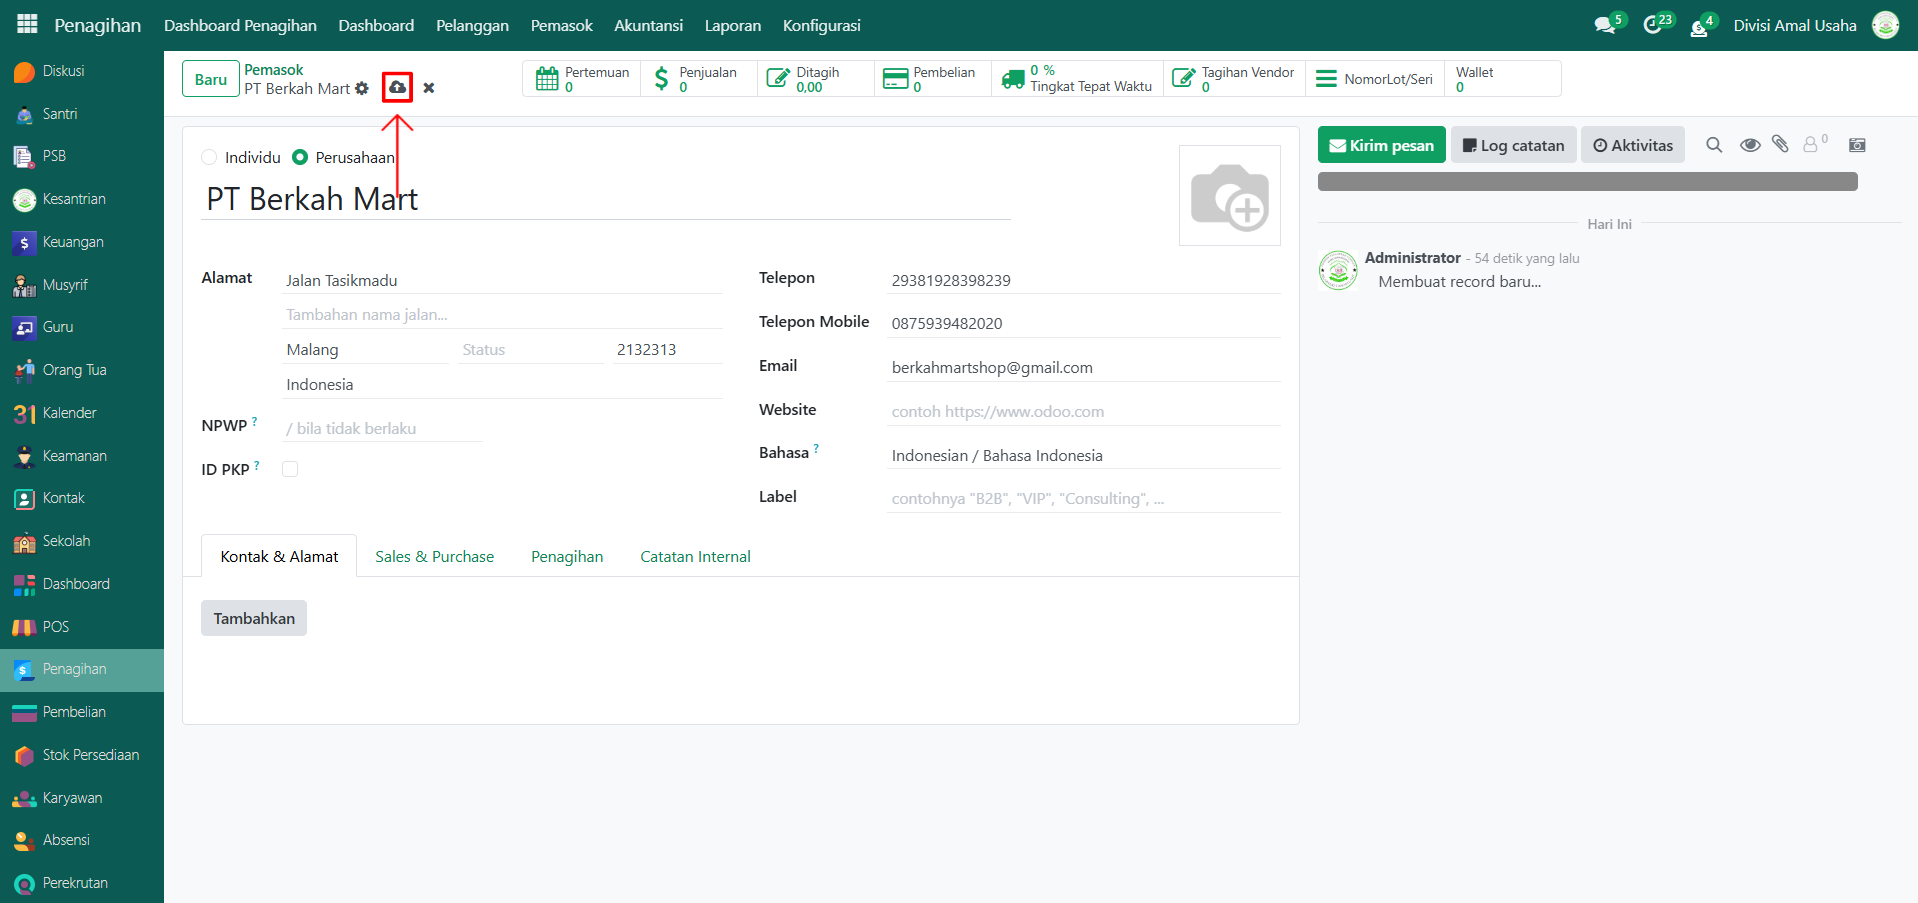 Penagihan
Dashboard Penagihan
Dashboard
Pelanggan
Pemasok
Akuntansi
Laporan
Konfigurasi
5
23
4
Divisi Amal Usaha
Diskusi
Santri
PSB
Kesantrian
Keuangan
Musyrif
Guru
Orang Tua
Kalender
Keamanan
Kontak
Sekolah
Dashboard
POS
Penagihan
Pembelian
Stok Persediaan
Karyawan
Absensi
Perekrutan
Baru
Pemasok
PT Berkah Mart
Pertemuan
0
Penjualan
0
Ditagih
0,00
Pembelian
0
0 %
Tingkat Tepat Waktu
Tagihan Vendor
0
NomorLot/Seri
Wallet
0
Individu
Perusahaan
PT Berkah Mart
Alamat
Jalan Tasikmadu
Tambahan nama jalan...
Malang
Status
2132313
Indonesia
NPWP ?
/ bila tidak berlaku
ID PKP ?
Telepon
29381928398239
Telepon Mobile
0875939482020
Email
berkahmartshop@gmail.com
Website
contoh https://www.odoo.com
Bahasa ?
Indonesian / Bahasa Indonesia
Label
contohnya "B2B", "VIP", "Consulting", ...
Kontak & Alamat
Sales & Purchase
Penagihan
Catatan Internal
Tambahkan
Kirim pesan
Log catatan
Aktivitas
0
Hari Ini
Administrator - 54 detik yang lalu
Membuat record baru...